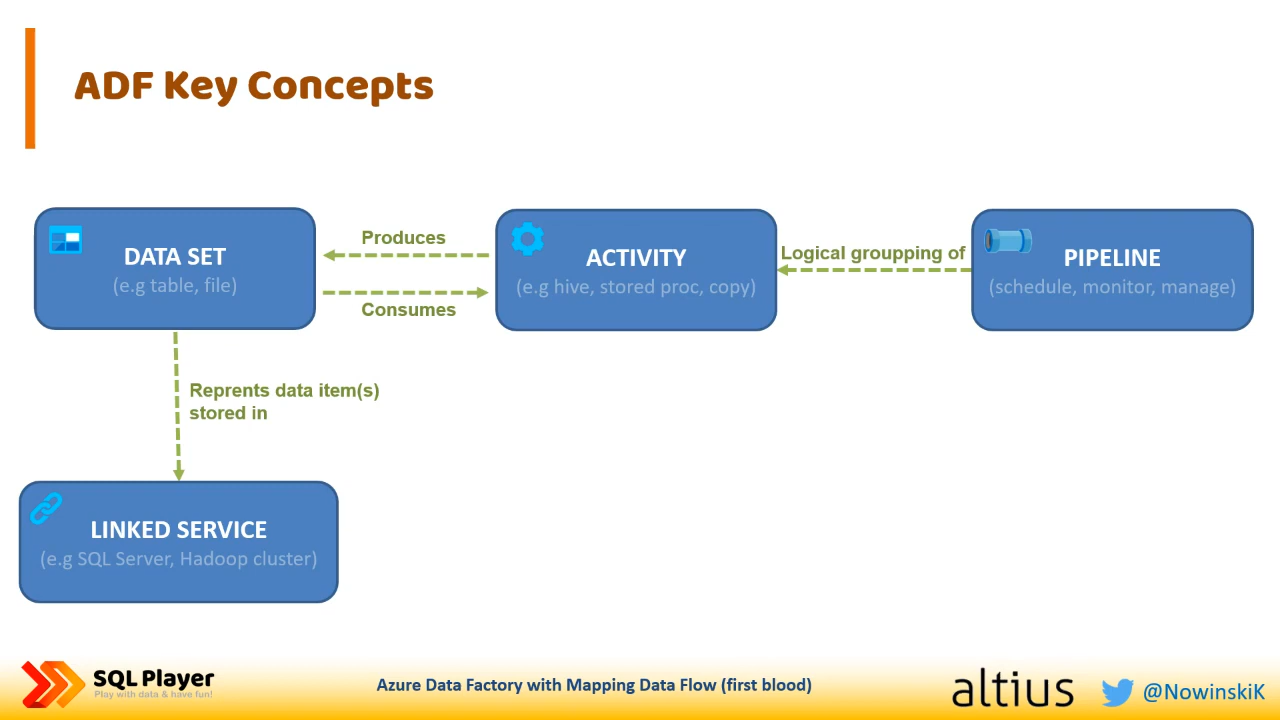 ADF Key Concepts
DATA SET
(e.g table, file)
Produces
Consumes
ACTIVITY
(e.g hive, stored proc, copy)
Logical groupping of
PIPELINE
(schedule, monitor, manage)
Reprents data item(s)
stored in
LINKED SERVICE
(e.g SQL Server, Hadoop cluster)
SQL Player
Play with data & have fun!
Azure Data Factory with Mapping Data Flow (first blood)
altius
@NowinskiK